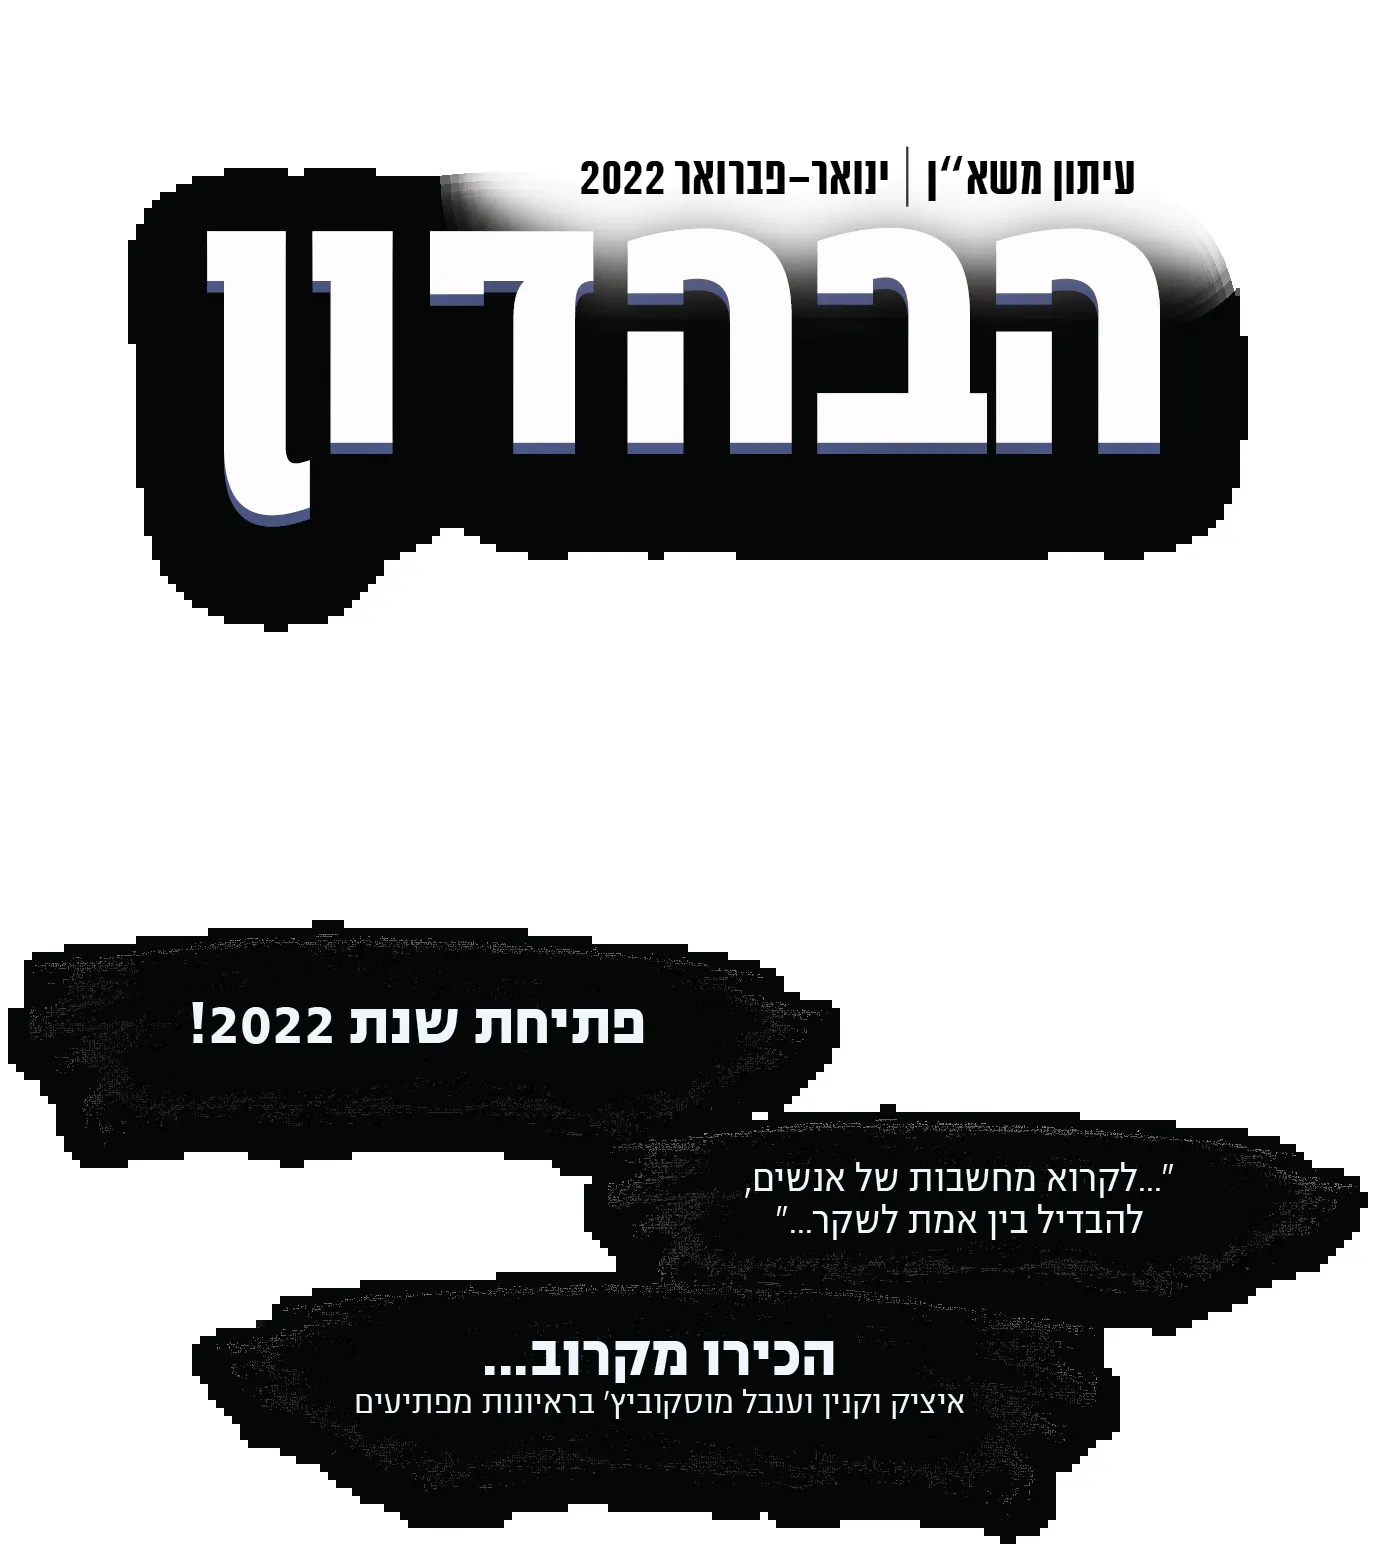 עיתון משא״ן | ינואר-פברואר 2022
הבהדון
פתיחת שנת 2022!
"...לקרוא מחשבות של אנשים,
להבדיל בין אמת לשקר..."
הכירו מקרוב...
איציק וקנין וענבל מוסקוביץ' בראיונות מפתיעים